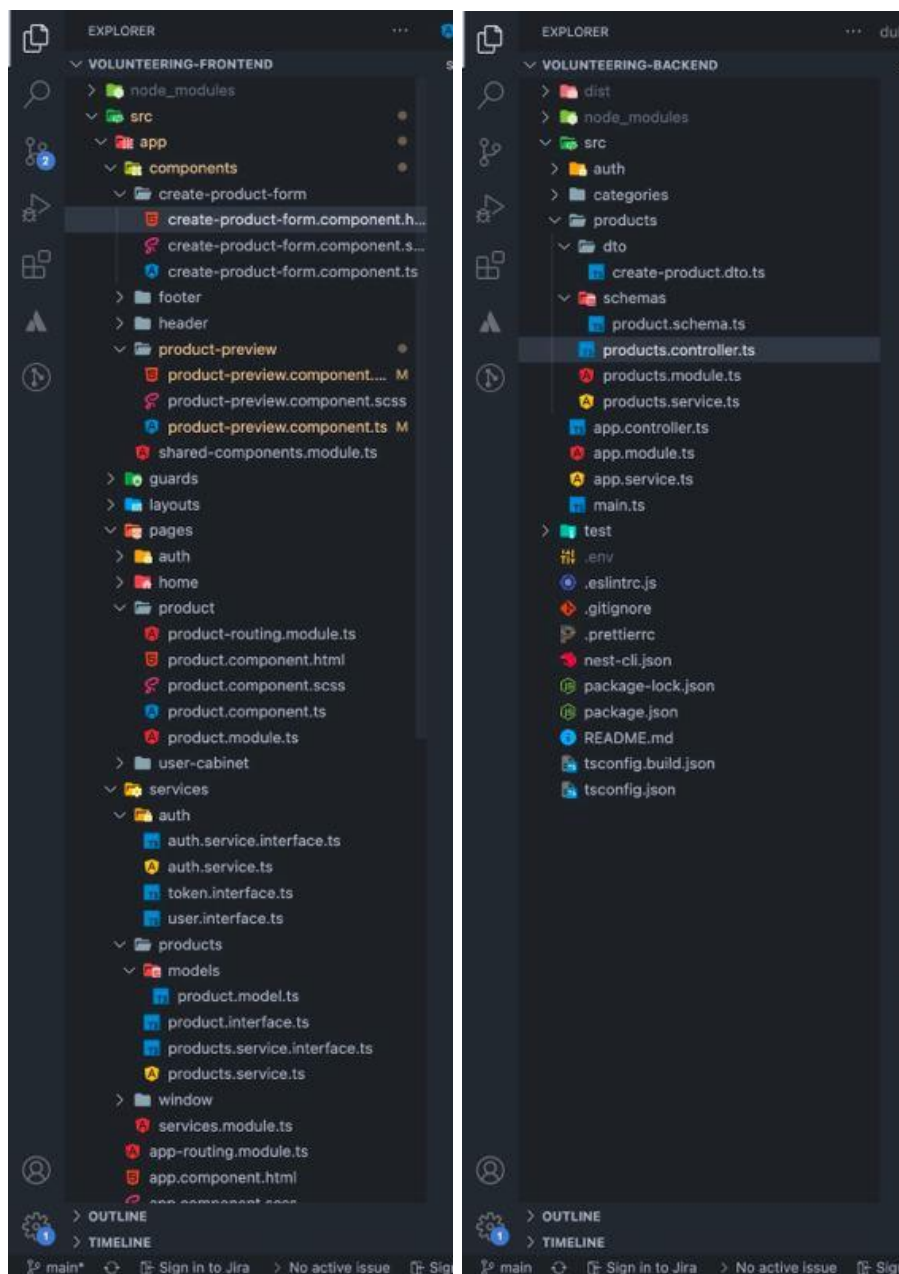 EXPLORER
VOLUNTEERING-FRONTEND
node_modules
src
app
components
create-product-form
create-product-form.component.h...
create-product-form.component.s...
create-product-form.component.ts
footer
header
product-preview
product-preview.component.... M
product-preview.component.scss
product-preview.component.ts M
shared-components.module.ts
guards
layouts
pages
auth
home
product
product-routing.module.ts
product.component.html
product.component.scss
product.component.ts
product.module.ts
user-cabinet
services
auth
auth.service.interface.ts
auth.service.ts
token.interface.ts
user.interface.ts
products
models
product.model.ts
product.interface.ts
products.service.interface.ts
products.service.ts
window
services.module.ts
app-routing.module.ts
app.component.html
app.component.scss
OUTLINE
TIMELINE
main* Sign in to Jira No active issue Sig
2
1
EXPLORER
VOLUNTEERING-BACKEND
dist
node_modules
src
auth
categories
products
dto
create-product.dto.ts
schemas
product.schema.ts
products.controller.ts
products.module.ts
products.service.ts
app.controller.ts
app.module.ts
app.service.ts
main.ts
test
.env
.eslintrc.js
.gitignore
.prettierrc
nest-cli.json
package-lock.json
package.json
README.md
tsconfig.build.json
tsconfig.json
OUTLINE
TIMELINE
main Sign in to Jira No active issue Sig
1